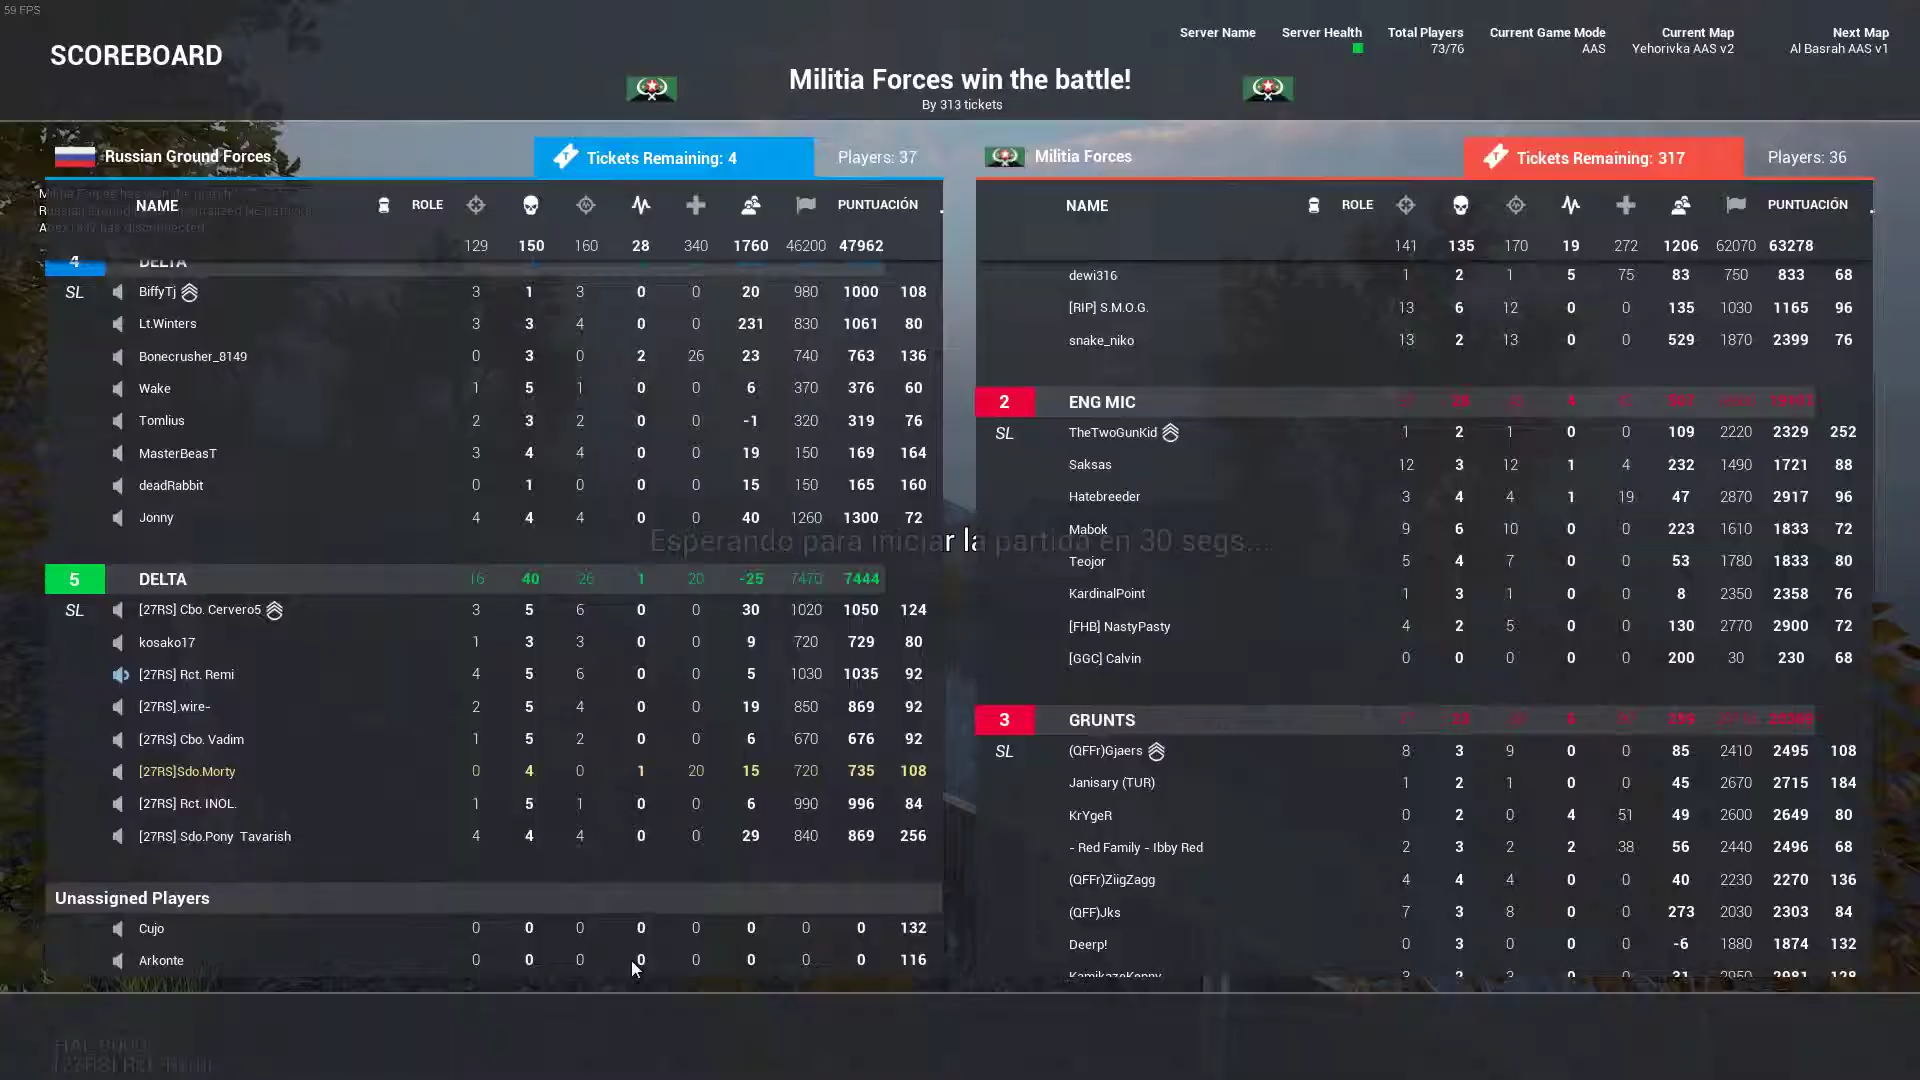 59 FPS
SCOREBOARD
Server Name Server Health Total Players Current Game Mode Current Map Next Map
73/76 AAS Yehorivka AAS v2 Al Basrah AAS v1
Militia Forces win the battle!
By 313 tickets
Russian Ground Forces Tickets Remaining: 4 Players: 37
NAME ROLE PUNTUACIÓN
129 150 160 28 340 1760 46200 47962
4 DELTA
SL BiffyTj 3 1 3 0 0 20 980 1000 108
Lt.Winters 3 3 4 0 0 231 830 1061 80
Bonecrusher_8149 0 3 0 2 26 23 740 763 136
Wake 1 5 1 0 0 6 370 376 60
Tomlius 2 3 2 0 0 -1 320 319 76
MasterBeasT 3 4 4 0 0 19 150 169 164
deadRabbit 0 1 0 0 0 15 150 165 160
Jonny 4 4 4 0 0 40 1260 1300 72
Esperando para iniciar la partida en 30 segs....
5 DELTA 16 40 26 1 20 -25 7470 7444
SL [27RS] Cbo. Cervero5 3 5 6 0 0 30 1020 1050 124
kosako17 1 3 3 0 0 9 720 729 80
[27RS] Rct. Remi 4 5 6 0 0 5 1030 1035 92
[27RS].wire- 2 5 4 0 0 19 850 869 92
[27RS] Cbo. Vadim 1 5 2 0 0 6 670 676 92
[27RS]Sdo.Morty 0 4 0 1 20 15 720 735 108
[27RS] Rct. INOL. 1 5 1 0 0 6 990 996 84
[27RS] Sdo.Pony Tavarish 4 4 4 0 0 29 840 869 256
Unassigned Players
Cujo 0 0 0 0 0 0 0 0 132
Arkonte 0 0 0 0 0 0 0 0 116
Militia Forces Tickets Remaining: 317 Players: 36
NAME ROLE PUNTUACIÓN
141 135 170 19 272 1206 62070 63278
dewi316 1 2 1 5 75 83 750 833 68
[RIP] S.M.O.G. 13 6 12 0 0 135 1030 1165 96
snake_niko 13 2 13 0 0 529 1870 2399 76
2 ENG MIC
SL TheTwoGunKid 1 2 1 0 0 109 2220 2329 252
Saksas 12 3 12 1 4 232 1490 1721 88
Hatebreeder 3 4 4 1 19 47 2870 2917 96
Mabok 9 6 10 0 0 223 1610 1833 72
Teojor 5 4 7 0 0 53 1780 1833 80
KardinalPoint 1 3 1 0 0 8 2350 2358 76
[FHB] NastyPasty 4 2 5 0 0 130 2770 2900 72
[GGC] Calvin 0 0 0 0 0 200 30 230 68
3 GRUNTS
SL (QFFr)Gjaers 8 3 9 0 0 85 2410 2495 108
Janisary (TUR) 1 2 1 0 0 45 2670 2715 184
KrYgeR 0 2 0 4 51 49 2600 2649 80
- Red Family - Ibby Red 2 3 2 2 38 56 2440 2496 68
(QFFr)ZiigZagg 4 4 4 0 0 40 2230 2270 136
(QFF)Jks 7 3 8 0 0 273 2030 2303 84
Deerp! 0 3 0 0 0 -6 1880 1874 132
KamikazeKenny 3 2 3 0 0 31 2950 2981 128